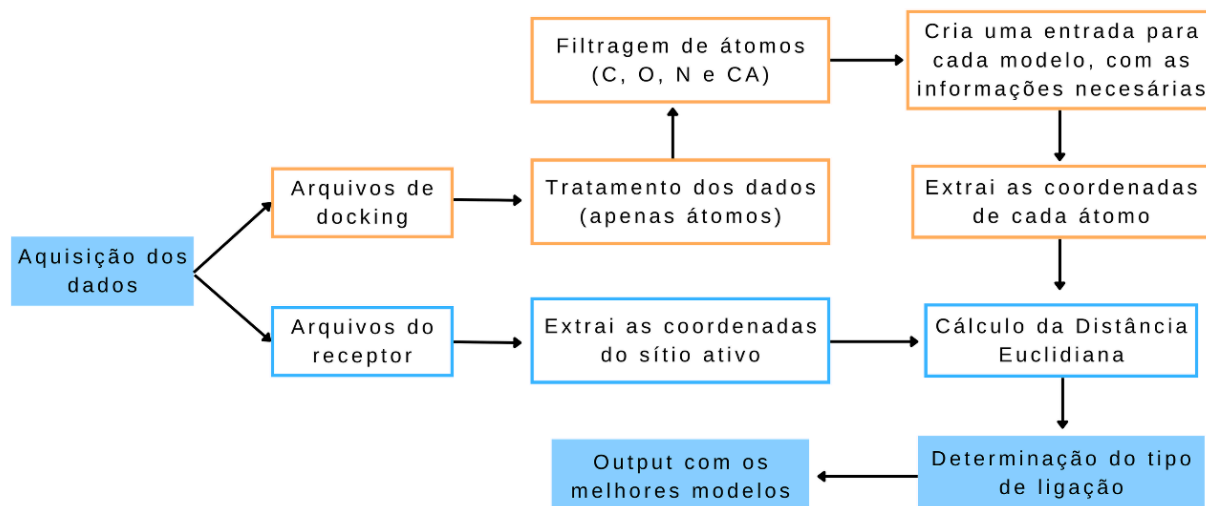 Aquisição dos
dados
Arquivos de
docking
Tratamento dos dados
(apenas átomos)
Filtragem de átomos
(C, O, N e CA)
Cria uma entrada para
cada modelo, com as
informações necesárias
Extrai as coordenadas
de cada átomo
Arquivos do
receptor
Extrai as coordenadas
do sítio ativo
Cálculo da Distância
Euclidiana
Determinação do tipo
de ligação
Output com os
melhores modelos